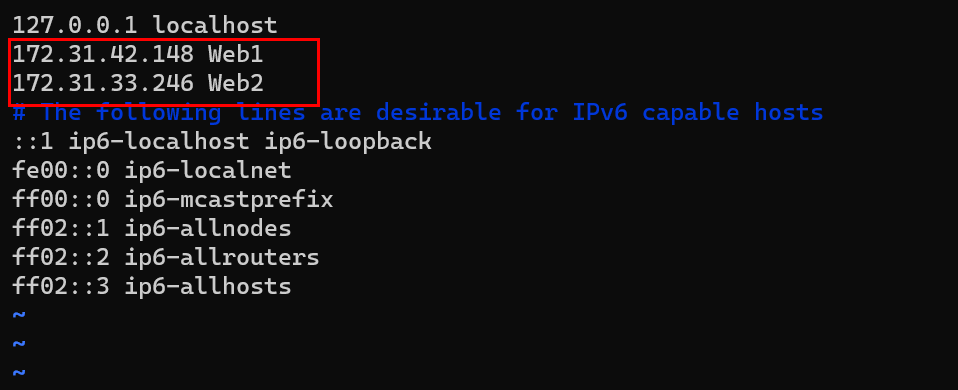 127.0.0.1 localhost
172.31.42.148 Web1
172.31.33.246 Web2
# The following lines are desirable for IPv6 capable hosts
::1 ip6-localhost ip6-loopback
fe00::0 ip6-localnet
ff00::0 ip6-mcastprefix
ff02::1 ip6-allnodes
ff02::2 ip6-allrouters
ff02::3 ip6-allhosts
~
~
~